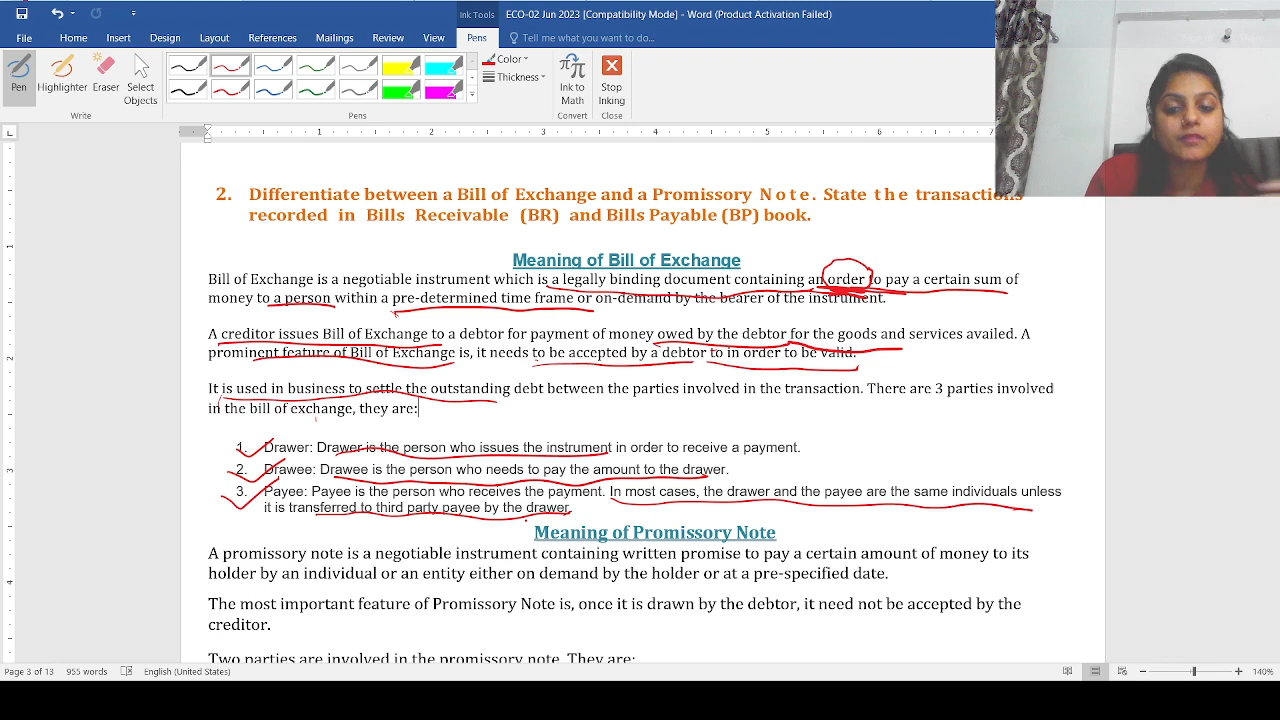 Ink Tools
ECO-02 Jun 2023 [Compatibility Mode] - Word (Product Activation Failed)
File Home Insert Design Layout References Mailings Review View Pens Tell me what you want to do...
Pen Highlighter Eraser Select Objects
Color
Thickness
Ink to Math
Stop Inking
Write Pens Convert Close
1 2 3 4 5 6 7
2. Differentiate between a Bill of Exchange and a Promissory Note. State the transactions
recorded in Bills Receivable (BR) and Bills Payable (BP) book.
Meaning of Bill of Exchange
Bill of Exchange is a negotiable instrument which is a legally binding document containing an order to pay a certain sum of
money to a person within a pre-determined time frame or on-demand by the bearer of the instrument.
A creditor issues Bill of Exchange to a debtor for payment of money owed by the debtor for the goods and services availed. A
prominent feature of Bill of Exchange is, it needs to be accepted by a debtor to in order to be valid.
It is used in business to settle the outstanding debt between the parties involved in the transaction. There are 3 parties involved
in the bill of exchange, they are:
1. Drawer: Drawer is the person who issues the instrument in order to receive a payment.
2. Drawee: Drawee is the person who needs to pay the amount to the drawer.
3. Payee: Payee is the person who receives the payment. In most cases, the drawer and the payee are the same individuals unless
it is transferred to third party payee by the drawer.
Meaning of Promissory Note
A promissory note is a negotiable instrument containing written promise to pay a certain amount of money to its
holder by an individual or an entity either on demand by the holder or at a pre-specified date.
The most important feature of Promissory Note is, once it is drawn by the debtor, it need not be accepted by the
creditor.
Two parties are involved in the promissory note. They are:
Page 3 of 13 955 words English (United States) 140%